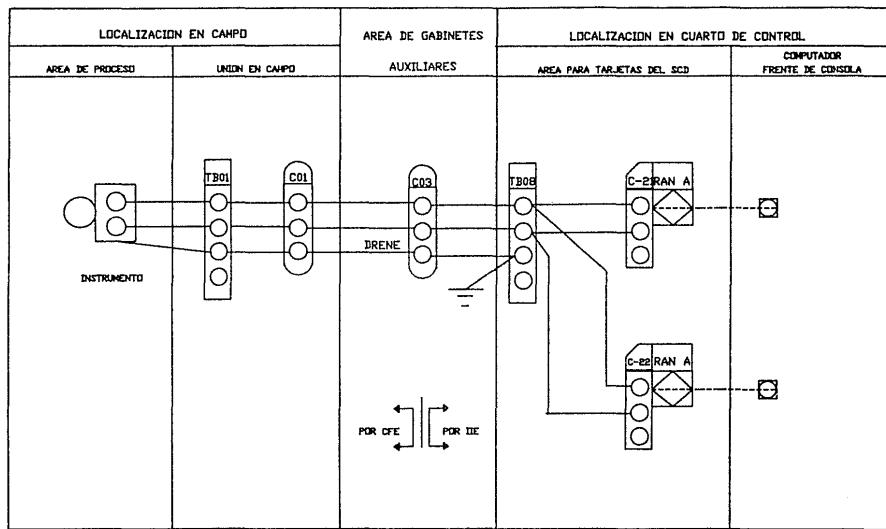 LOCALIZACION EN CAMPO
AREA DE GABINETES
AUXILIARES
LOCALIZACION EN CUARTO DE CONTROL
AREA DE PROCESO
UNION EN CAMPO
AREA PARA TARJETAS DEL SCD
COMPUTADOR
FRENTE DE CONSOLA
TB01
C01
C03
TB08
C-21
RAN A
DRENE
INSTRUMENTO
C-22
RAN A
POR CFE
POR IIE